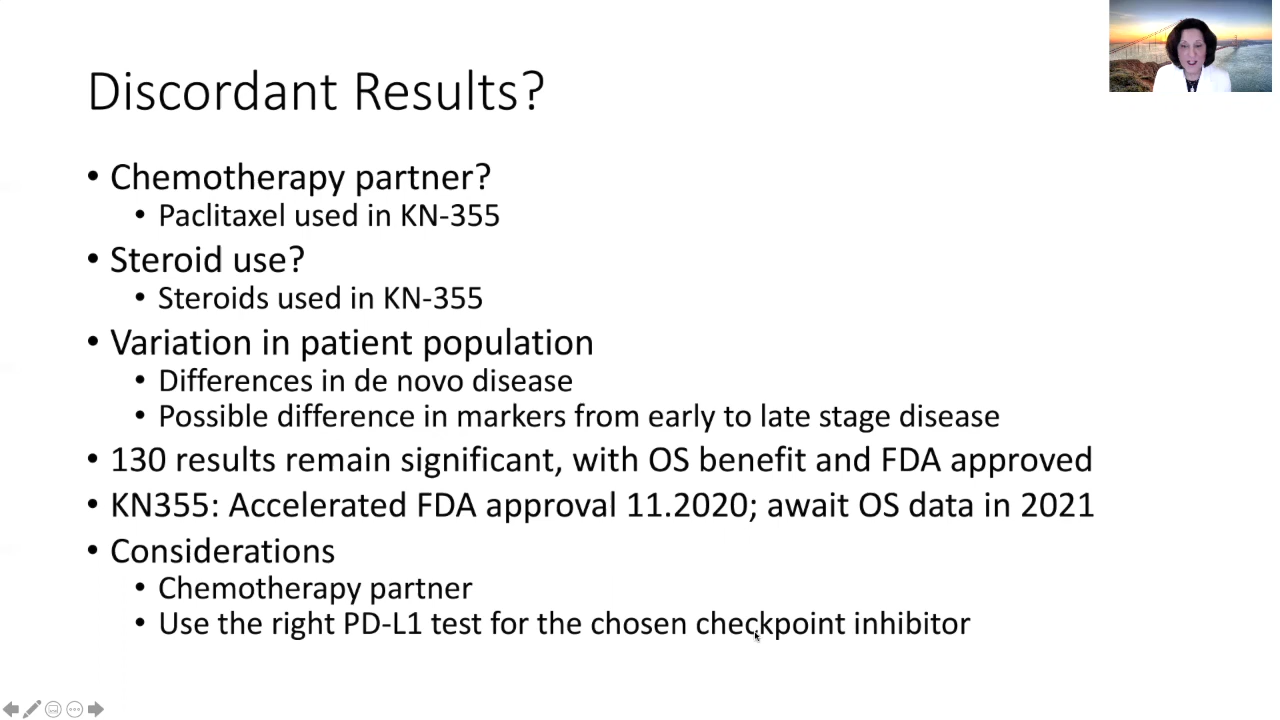 Discordant Results?
• Chemotherapy partner?
• Paclitaxel used in KN-355
• Steroid use?
• Steroids used in KN-355
• Variation in patient population
• Differences in de novo disease
• Possible difference in markers from early to late stage disease
• 130 results remain significant, with OS benefit and FDA approved
• KN355: Accelerated FDA approval 11.2020; await OS data in 2021
• Considerations
• Chemotherapy partner
• Use the right PD-L1 test for the chosen checkpoint inhibitor